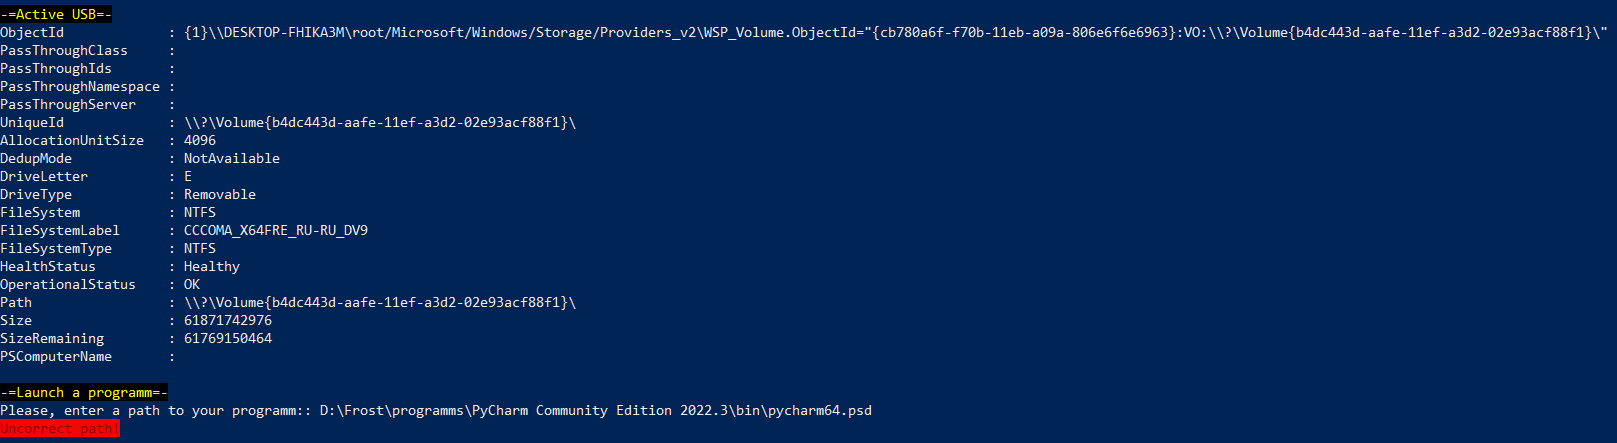 -=Active USB=-
ObjectId             : {1}\\DESKTOP-FHIKA3M\root/Microsoft/Windows/Storage/Providers_v2\WSP_Volume.ObjectId="{cb780a6f-f70b-11eb-a09a-806e6f6e6963}:VO:\\?\Volume{b4dc443d-aafe-11ef-a3d2-02e93acf88f1}\"
PassThroughClass     :
PassThroughIds       :
PassThroughNamespace :
PassThroughServer    :
UniqueId             : \\?\Volume{b4dc443d-aafe-11ef-a3d2-02e93acf88f1}\
AllocationUnitSize   : 4096
DedupMode            : NotAvailable
DriveLetter          : E
DriveType            : Removable
FileSystem           : NTFS
FileSystemLabel      : CCCOMA_X64FRE_RU-RU_DV9
FileSystemType       : NTFS
HealthStatus         : Healthy
OperationalStatus    : OK
Path                 : \\?\Volume{b4dc443d-aafe-11ef-a3d2-02e93acf88f1}\
Size                 : 61871742976
SizeRemaining        : 61769150464
PSComputerName       :
-=Launch a programm=-
Please, enter a path to your programm:: D:\Frost\programms\PyCharm Community Edition 2022.3\bin\pycharm64.psd
Uncorrect path!